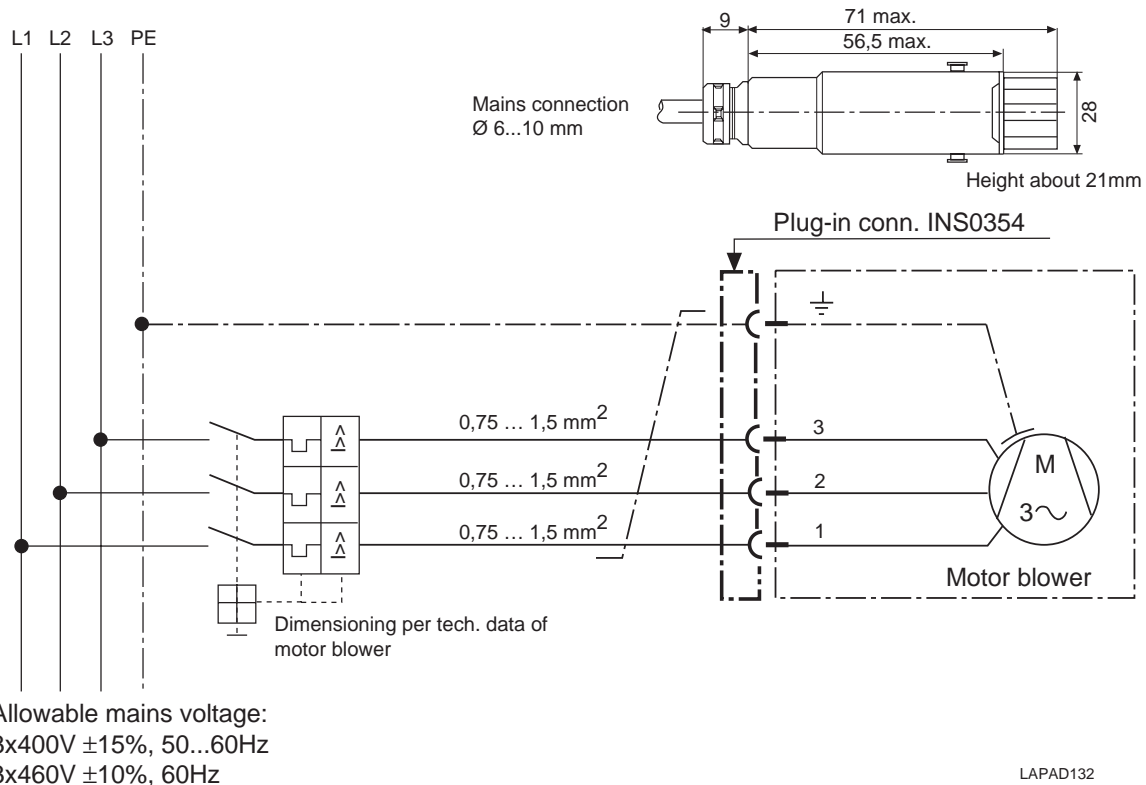 L1 L2 L3 PE
9
71 max.
56,5 max.
Mains connection
Ø 6...10 mm
28
Height about 21mm
Plug-in conn. INS0354
0,75 … 1,5 mm2
3
0,75 … 1,5 mm2
2
0,75 … 1,5 mm2
1
M
3~
Motor blower
Dimensioning per tech. data of
motor blower
Allowable mains voltage:
3x400V ±15%, 50...60Hz
3x460V ±10%, 60Hz
LAPAD132